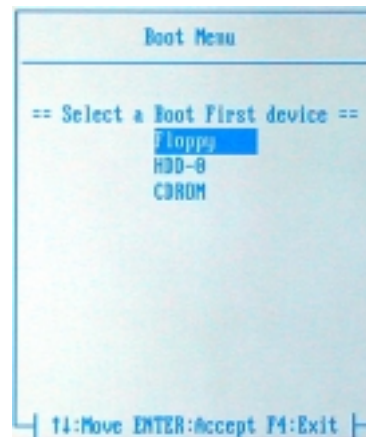 Boot Menu
== Select a Boot First device ==
Floppy
HDD-0
CDROM
↑↓:Move ENTER:Accept F4:Exit